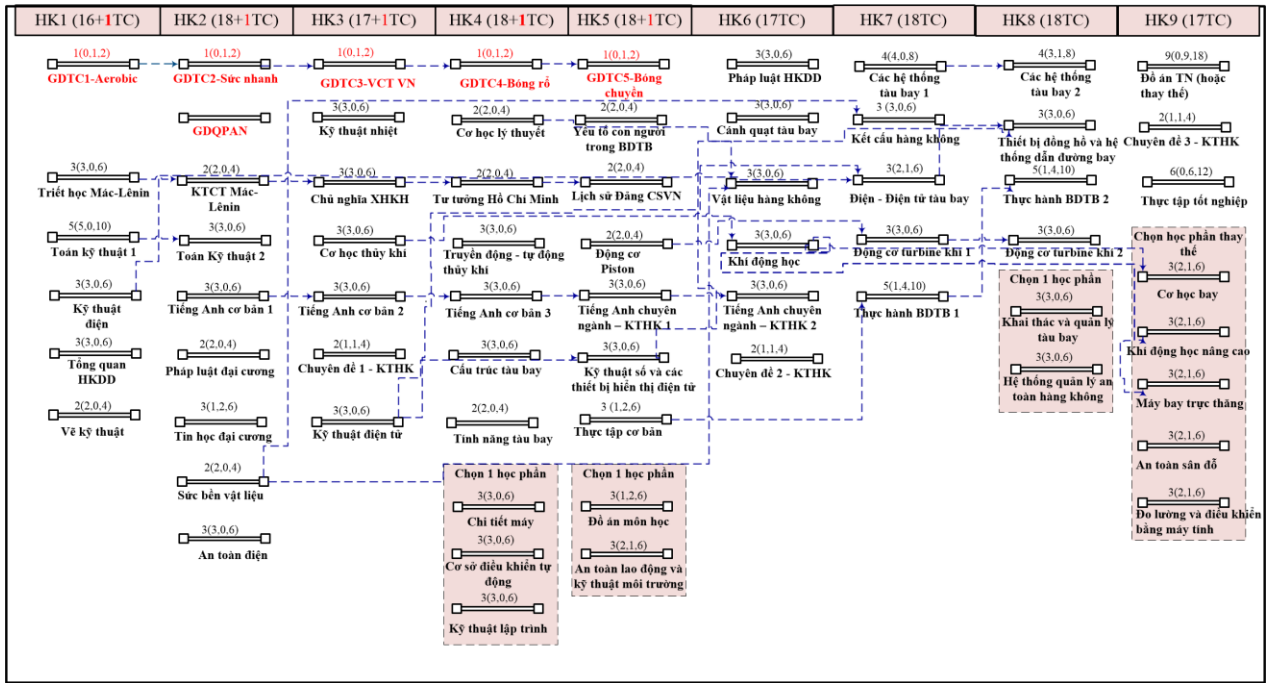 HK1 (16+1TC)
HK2 (18+1TC)
HK3 (17+1TC)
HK4 (18+1TC)
HK5 (18+1TC)
HK6 (17TC)
HK7 (18TC)
HK8 (18TC)
HK9 (17TC)
1(0,1,2)
GDTC1-Aerobic
3(3,0,6)
Triết học Mác-Lênin
5(5,0,10)
Toán kỹ thuật 1
3(3,0,6)
Kỹ thuật
điện
3(3,0,6)
Tổng quan
HKDD
2(2,0,4)
Vẽ kỹ thuật
1(0,1,2)
GDTC2-Sức nhanh
GDQPAN
2(2,0,4)
KTCT Mác-
Lênin
3(3,0,6)
Toán Kỹ thuật 2
3(3,0,6)
Tiếng Anh cơ bản 1
2(2,0,4)
Pháp luật đại cương
3(1,2,6)
Tin học đại cương
2(2,0,4)
Sức bền vật liệu
3(3,0,6)
An toàn điện
1(0,1,2)
GDTC3-VCT VN
3(3,0,6)
Kỹ thuật nhiệt
3(3,0,6)
Chủ nghĩa XHKH
3(3,0,6)
Cơ học thủy khí
3(3,0,6)
Tiếng Anh cơ bản 2
2(1,1,4)
Chuyên đề 1 - KTHK
3(3,0,6)
Kỹ thuật điện tử
1(0,1,2)
GDTC4-Bóng rổ
2(2,0,4)
Cơ học lý thuyết
2(2,0,4)
Tư tưởng Hồ Chí Minh
3(3,0,6)
Truyền động - tự động
thủy khí
3(3,0,6)
Tiếng Anh cơ bản 3
3(3,0,6)
Cấu trúc tàu bay
2(2,0,4)
Tính năng tàu bay
Chọn 1 học phần
3(3,0,6)
Chi tiết máy
3(3,0,6)
Cơ sở điều khiển tự
động
3(3,0,6)
Kỹ thuật lập trình
1(0,1,2)
GDTC5-Bóng
chuyền
2(2,0,4)
Yếu tố con người
trong BDTB
2(2,0,4)
Lịch sử Đảng CSVN
2(2,0,4)
Động cơ
Piston
3(3,0,6)
Tiếng Anh chuyên
ngành – KTHK 1
3(3,0,6)
Kỹ thuật số và các
thiết bị hiển thị điện tử
3 (1,2,6)
Thực tập cơ bản
Chọn 1 học phần
3(1,2,6)
Đồ án môn học
3(2,1,6)
An toàn lao động và
kỹ thuật môi trường
3(3,0,6)
Pháp luật HKDD
3(3,0,6)
Cánh quạt tàu bay
3(3,0,6)
Vật liệu hàng không
3(3,0,6)
Khí động học
3(3,0,6)
Tiếng Anh chuyên
ngành – KTHK 2
2(1,1,4)
Chuyên đề 2 - KTHK
4(4,0,8)
Các hệ thống
tàu bay 1
3 (3,0,6)
Kết cấu hàng không
3(2,1,6)
Điện - Điện tử tàu bay
3(3,0,6)
Động cơ turbine khí 1
5(1,4,10)
Thực hành BDTB 1
4(3,1,8)
Các hệ thống
tàu bay 2
3(3,0,6)
Thiết bị đồng hồ và hệ
thống dẫn đường bay
5(1,4,10)
Thực hành BDTB 2
3(3,0,6)
Động cơ turbine khí 2
Chọn 1 học phần
3(3,0,6)
Khai thác và quản lý
tàu bay
3(3,0,6)
Hệ thống quản lý an
toàn hàng không
9(0,9,18)
Đồ án TN (hoặc
thay thế)
2(1,1,4)
Chuyên đề 3 - KTHK
6(0,6,12)
Thực tập tốt nghiệp
Chọn học phần thay
thế
3(2,1,6)
Cơ học bay
3(2,1,6)
Khí động học nâng cao
3(2,1,6)
Máy bay trực thăng
3(2,1,6)
An toàn sân đỗ
3(2,1,6)
Đo lường và điều khiển
bằng máy tính